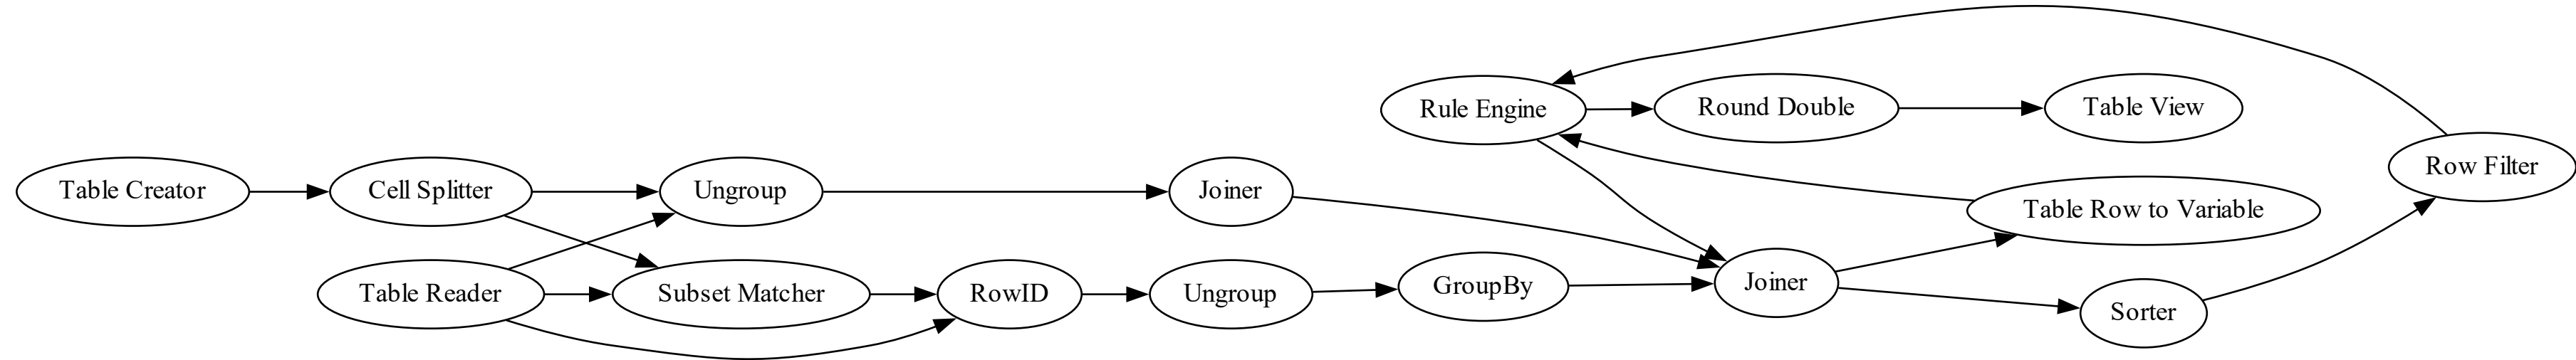 Rule Engine
Round Double
Table View
Row Filter
Table Creator
Cell Splitter
Ungroup
Joiner
Table Row to Variable
Table Reader
Subset Matcher
RowID
Ungroup
GroupBy
Joiner
Sorter